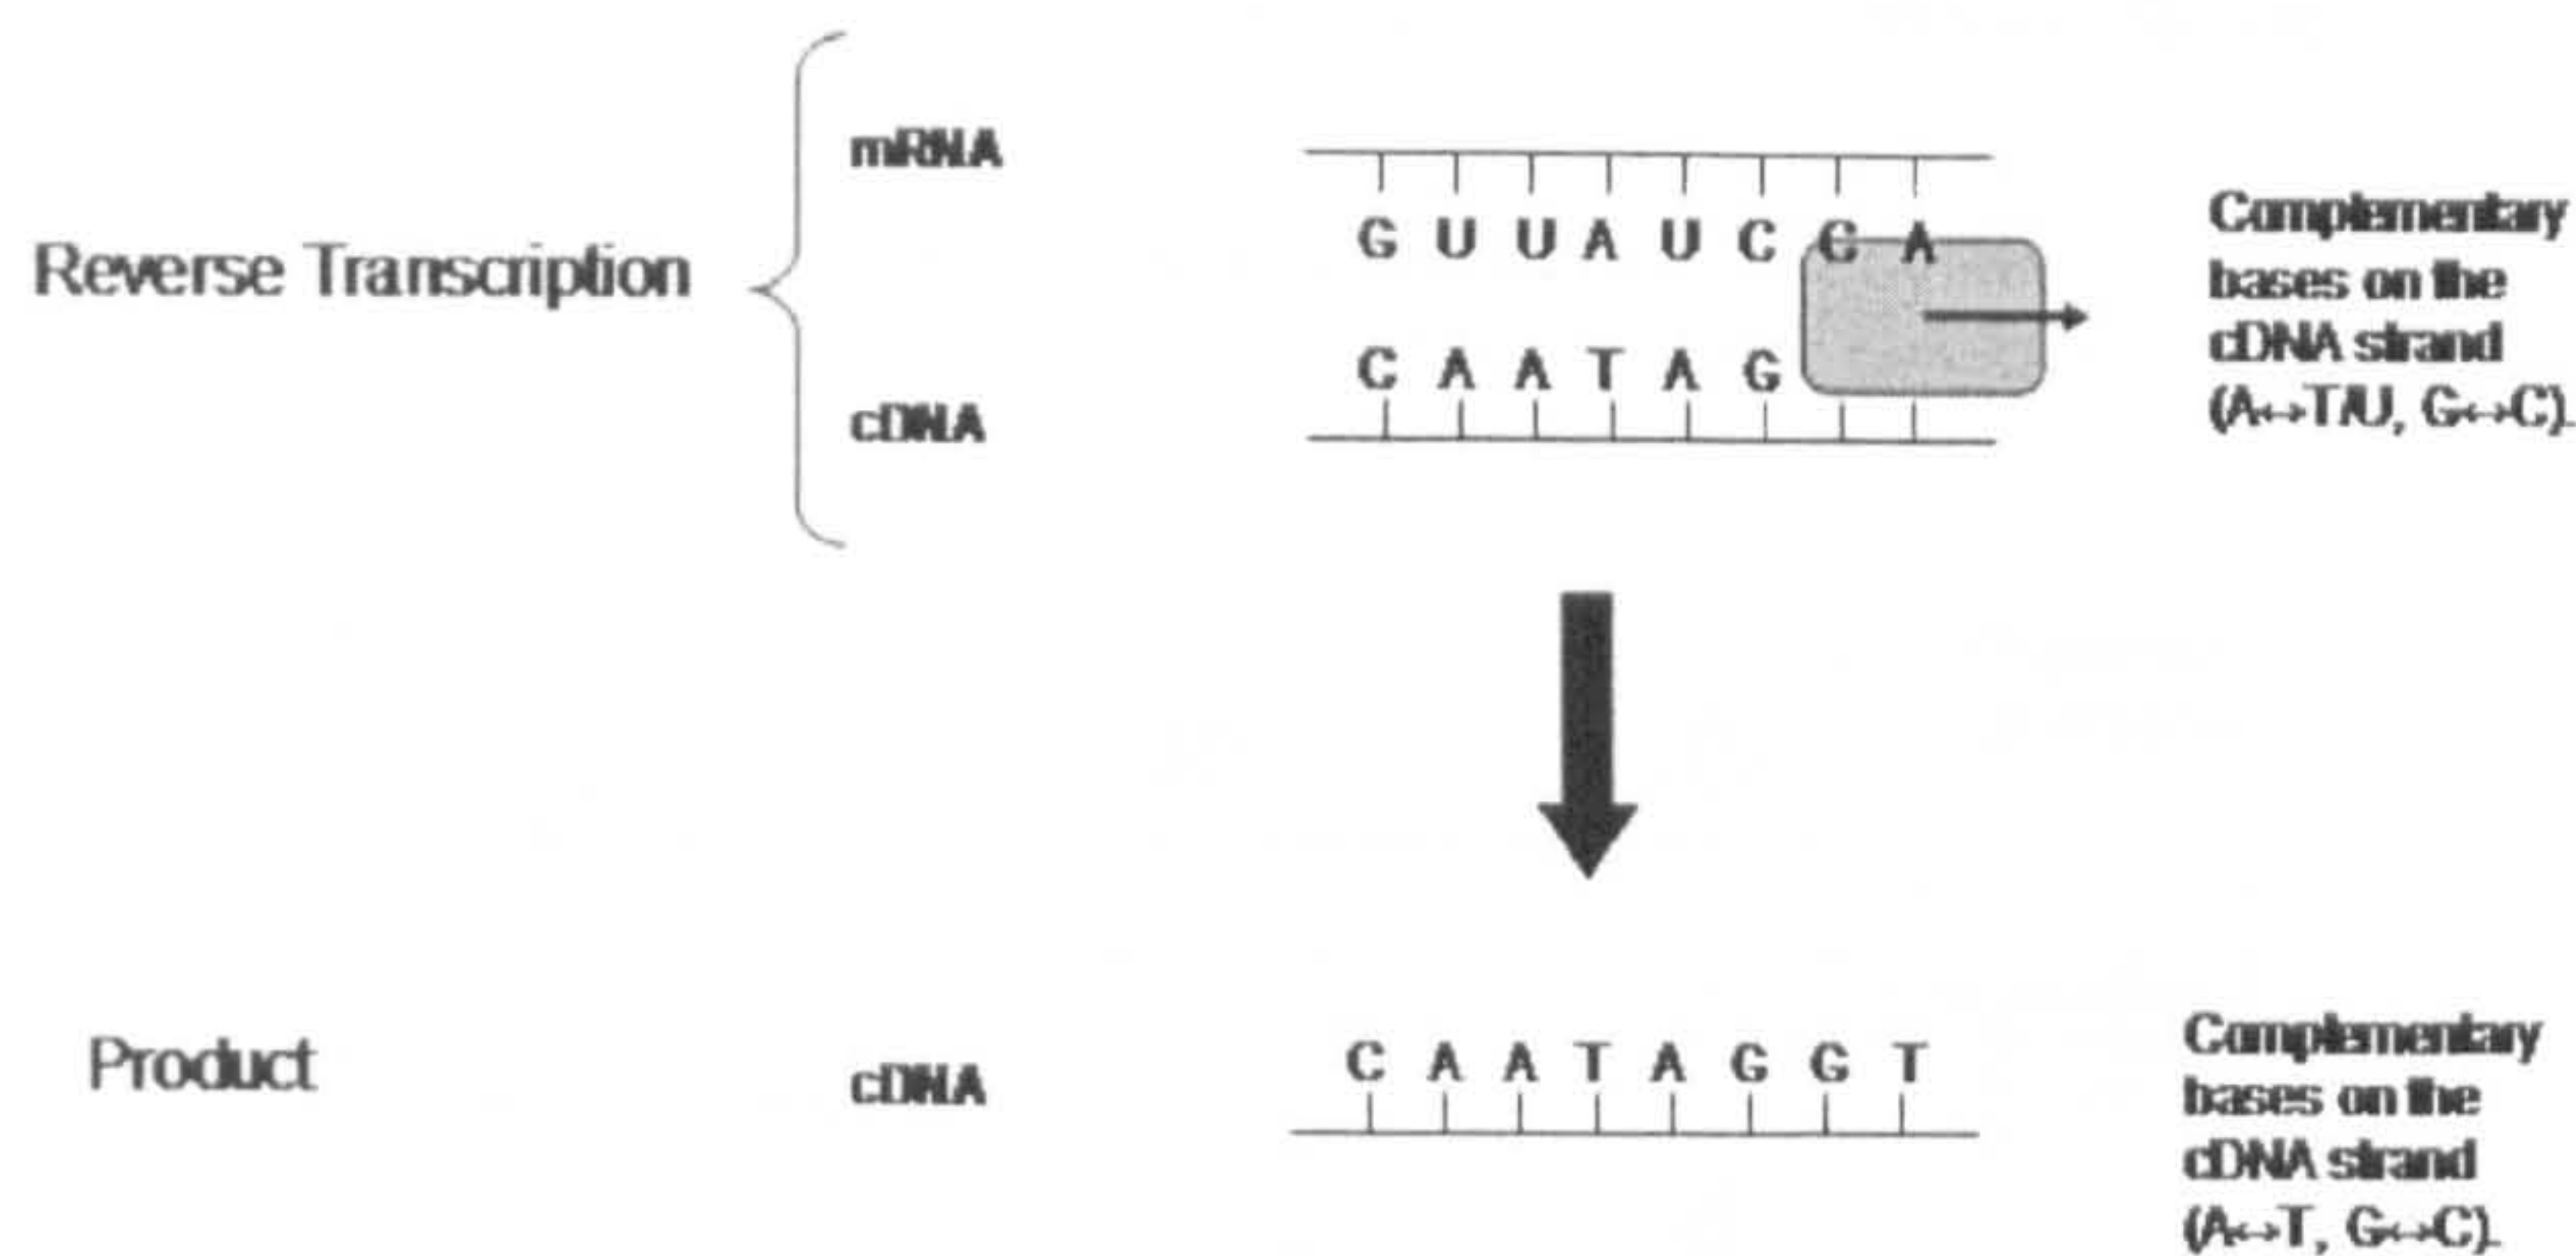 Reverse Transcription
mRNA
G U U A U C C A
Complementary
bases on the
cDNA strand
(A↔T/U, G↔C).
C A A T A G
cDNA
Product
cDNA
C A A T A G G T
Complementary
bases on the
cDNA strand
(A↔T, G↔C).